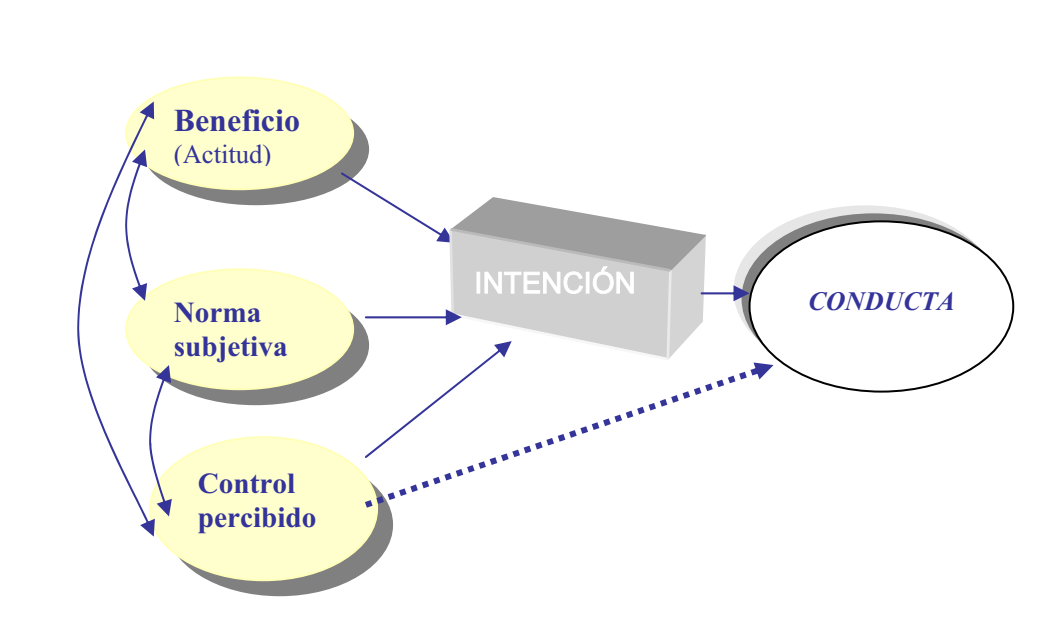 Beneficio
(Actitud)
INTENCIÓN
CONDUCTA
Norma
subjetiva
Control
percibido